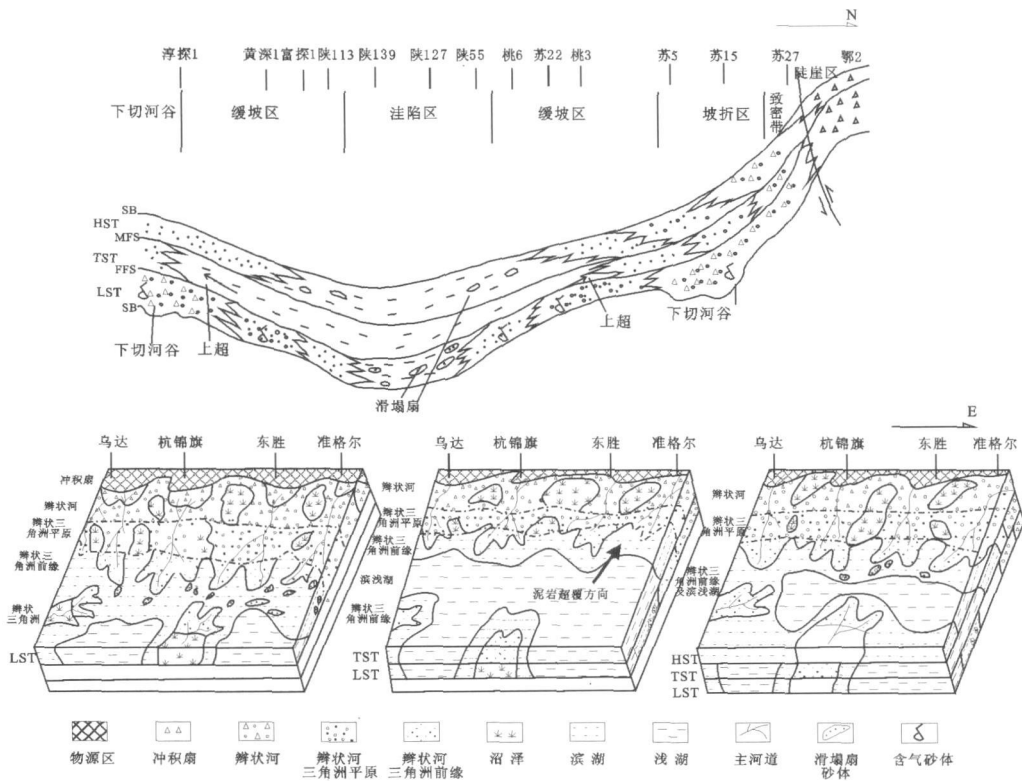 N
淳探1 黄深1 富探1 陕113 陕139 陕127 陕55 桃6 苏22 桃3 苏5 苏15 苏27 鄂2
陡崖区
下切河谷 缓坡区 洼陷区 缓坡区 坡折区 致密带
SB
HST
MFS
TST
FFS
LST
SB
下切河谷 上超 上超 下切河谷
滑塌扇
E
乌达 杭锦旗 东胜 准格尔
冲积扇
辫状河
辫状三
角洲平原
辫状三
角洲前缘
辫状
三角洲
LST
乌达 杭锦旗 东胜 准格尔
辫状河
辫状三
角洲平原
辫状三
角洲前缘
滨浅湖
泥岩超覆方向
辫状三
角洲前缘
TST
LST
乌达 杭锦旗 东胜 准格尔
辫状河
辫状三
角洲平原
辫状三
角洲前缘
及滨浅湖
HST
TST
LST
物源区 冲积扇 辫状河 辫状河 辫状河 沼泽 滨湖 浅湖 主河道 滑塌扇 含气砂体
三角洲平原 三角洲前缘 砂体